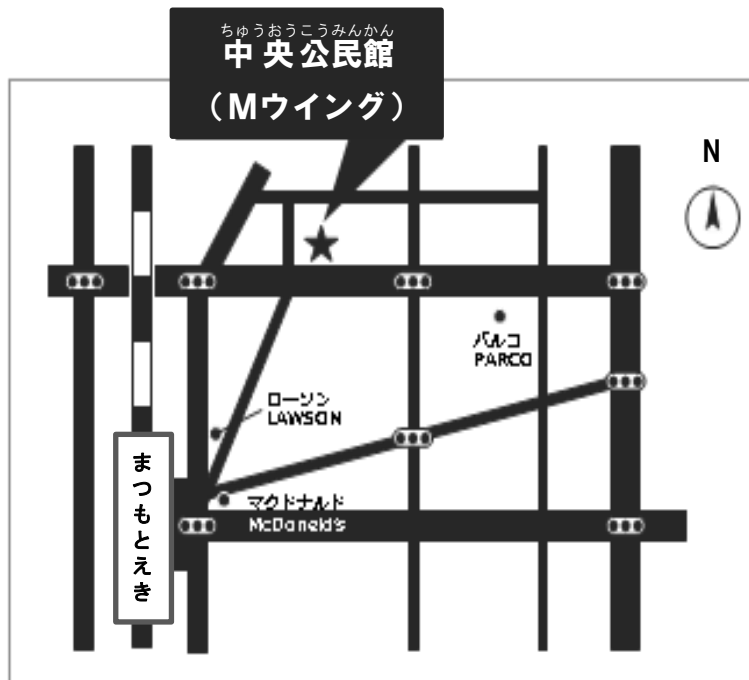 ちゅうおうこうみんかん
中央公民館
（Mウイング）
N
パルコ
PARCO
ローソン
LAWSON
まつもとえき
マクドナルド
McDonald's